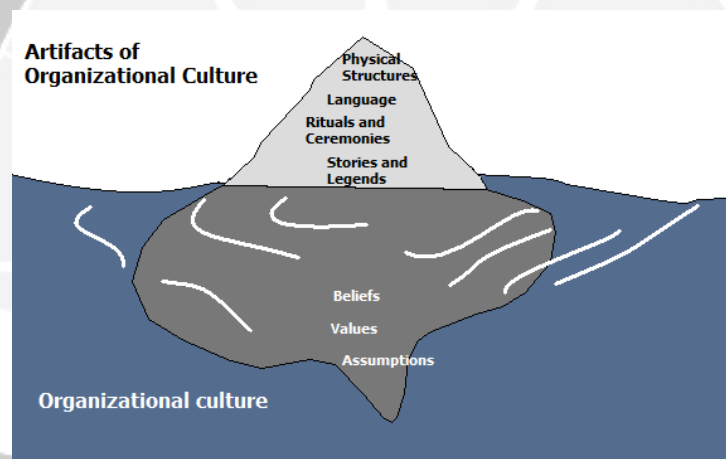 Artifacts of
Organizational Culture
Physical
Structures
Language
Rituals and
Ceremonies
Stories and
Legends
Beliefs
Values
Assumptions
Organizational culture